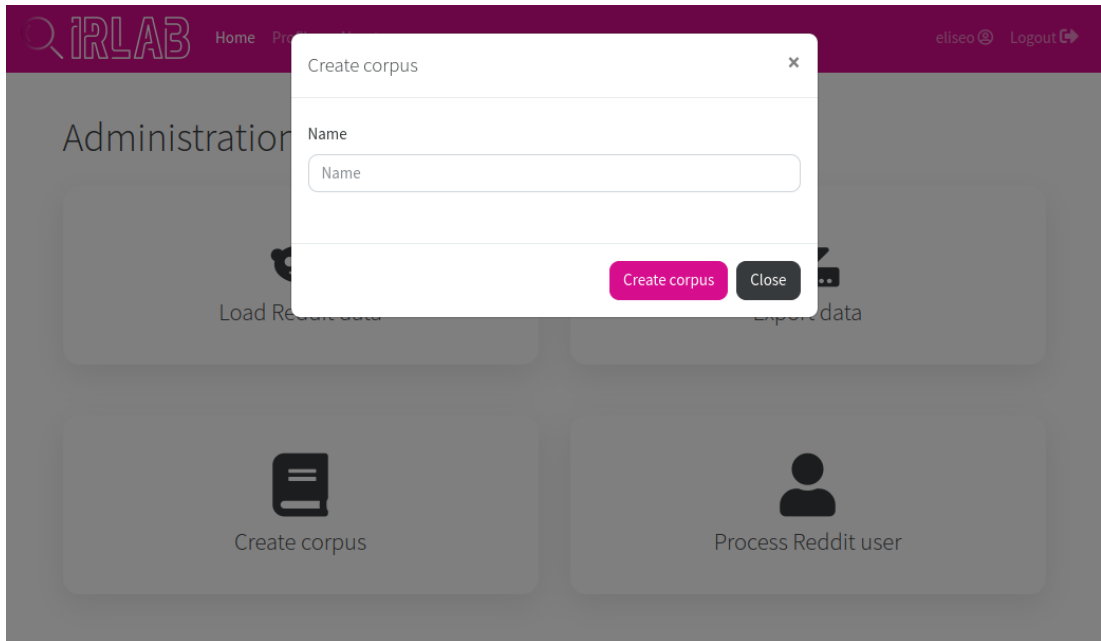 IRLAB
Home
eliseo
Logout
Create corpus
×
Name
Name
Create corpus
Close
Administration
Load Reddit data
Export data
Create corpus
Process Reddit user